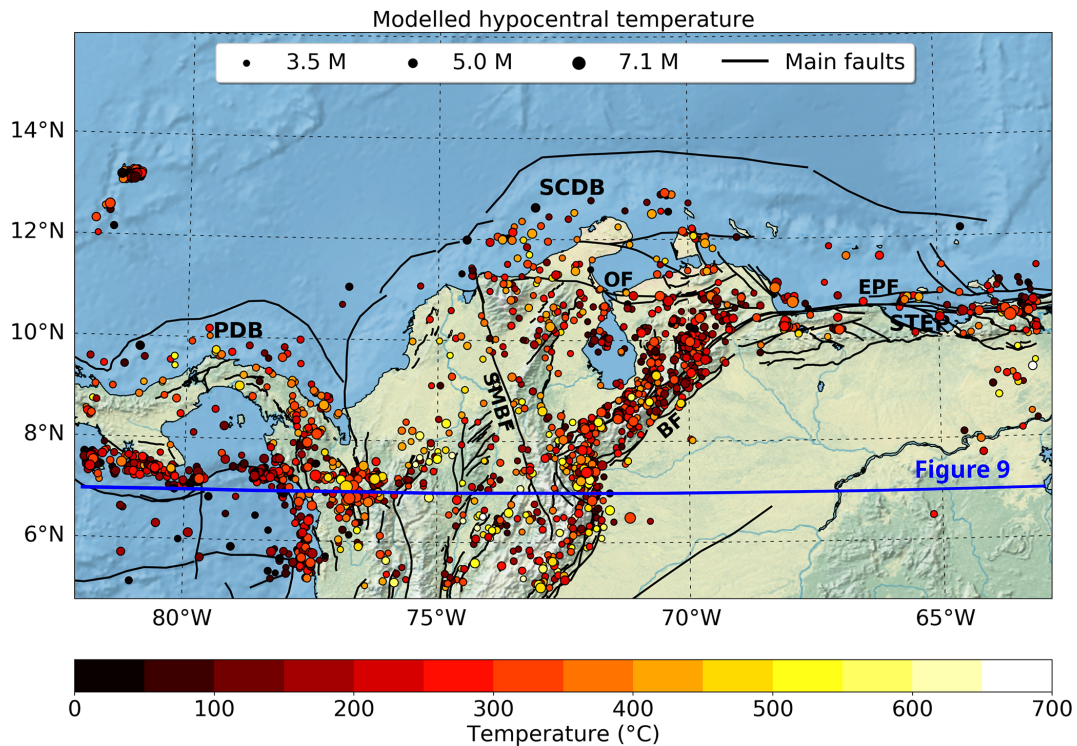 Modelled hypocentral temperature
3.5 M 5.0 M 7.1 M Main faults
14°N
12°N
10°N
8°N
6°N
SCDB
OF
EPF
STEF
PDB
SMBF
BF
Figure 9
80°W 75°W 70°W 65°W
0 100 200 300 400 500 600 700
Temperature (°C)